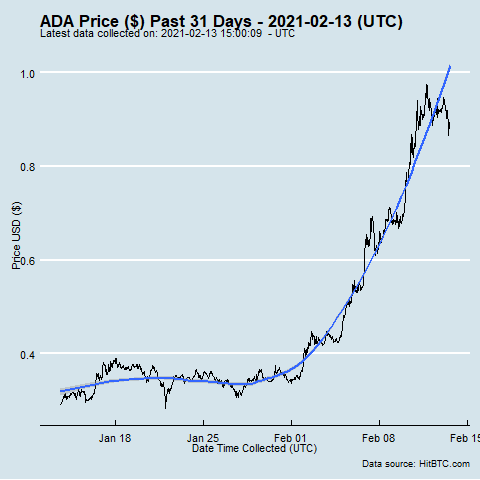 ADA Price ($) Past 31 Days - 2021-02-13 (UTC)
Latest data collected on: 2021-02-13 15:00:09 - UTC
1.0
0.8
0.6
0.4
Price USD ($)
Jan 18 Jan 25 Feb 01 Feb 08 Feb 15
Date Time Collected (UTC)
Data source: HitBTC.com